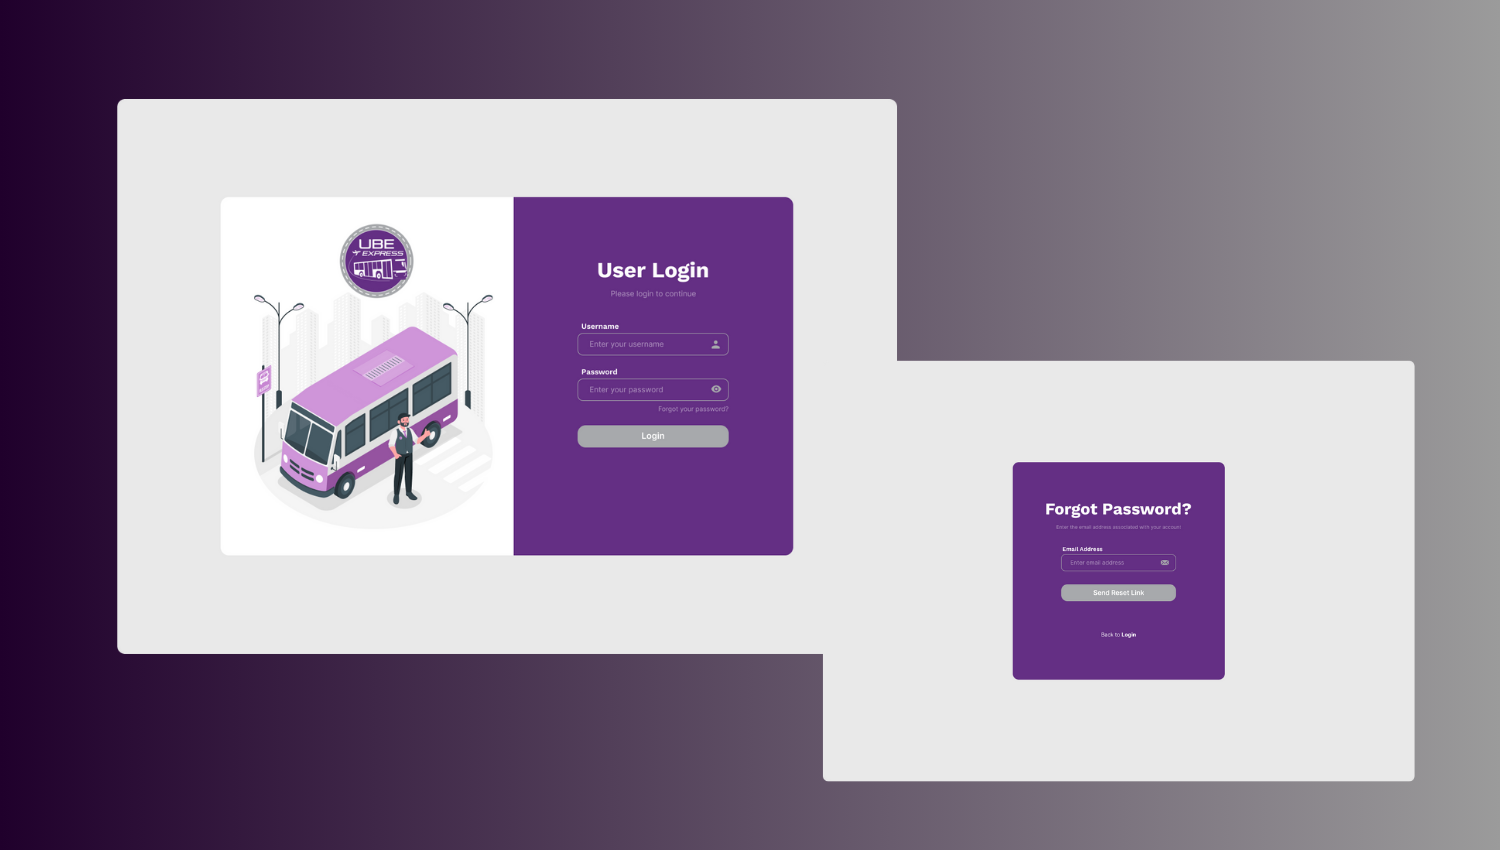 UBE
EXPRESS
User Login
Please login to continue
Username
Enter your username
Password
Enter your password
Forgot your password?
Login
Forgot Password?
Enter the email address associated with your account
Email Address
Enter email address
Send Reset Link
Back to Login